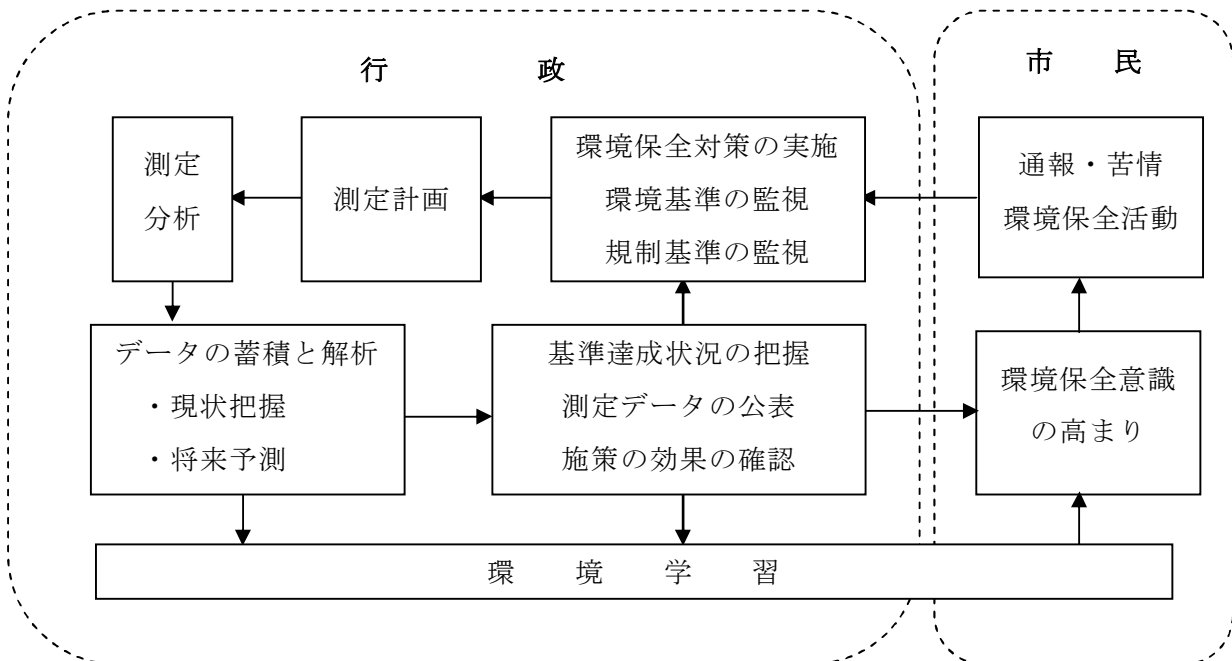 行　政
市　民
測定
分析
測定計画
環境保全対策の実施
環境基準の監視
規制基準の監視
通報・苦情
環境保全活動
データの蓄積と解析
・現状把握
・将来予測
基準達成状況の把握
測定データの公表
施策の効果の確認
環境保全意識
の高まり
環　境　学　習